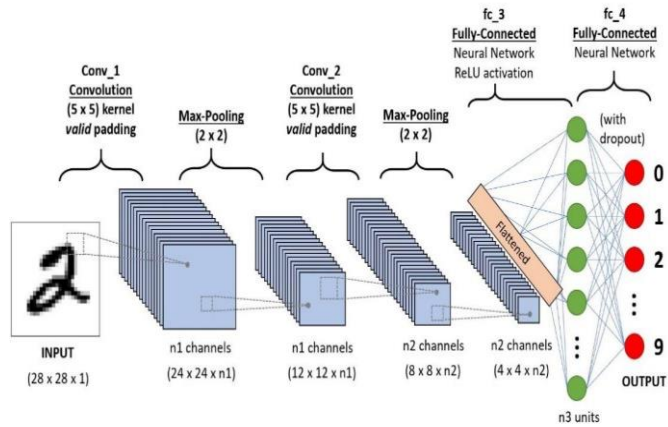 Conv_1
Convolution
(5 x 5) kernel
valid padding
Max-Pooling
(2 x 2)
Conv_2
Convolution
(5 x 5) kernel
valid padding
Max-Pooling
(2 x 2)
fc_3
Fully-Connected
Neural Network
ReLU activation
fc_4
Fully-Connected
Neural Network
(with
dropout)
2
Flattened
0
1
2
9
INPUT
(28 x 28 x 1)
n1 channels
(24 x 24 x n1)
n1 channels
(12 x 12 x n1)
n2 channels
(8 x 8 x n2)
n2 channels
(4 x 4 x n2)
OUTPUT
n3 units